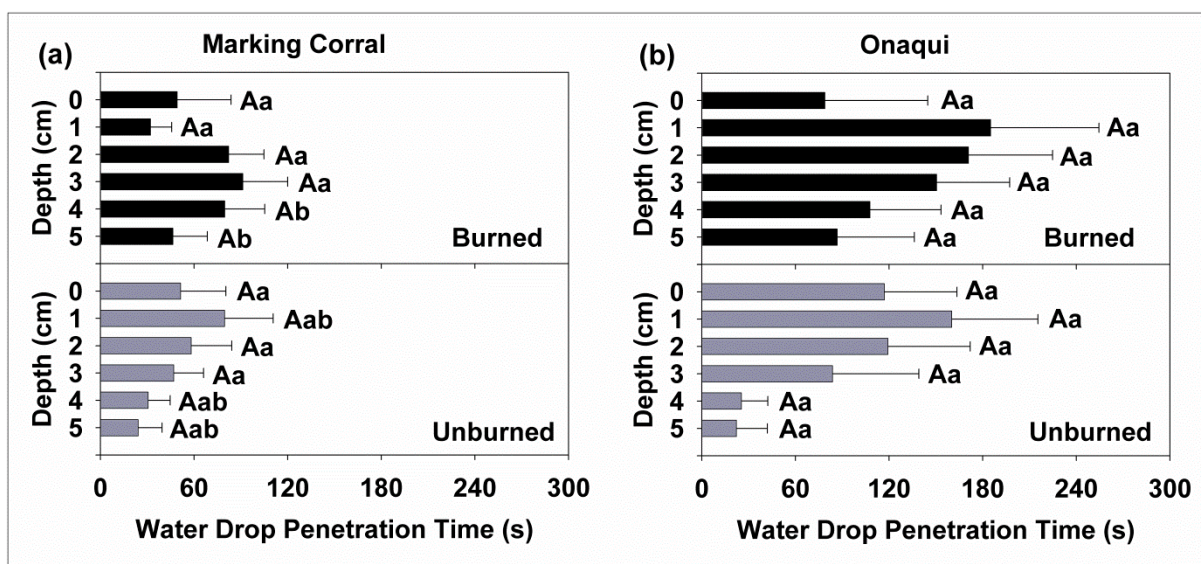 (a)
Marking Corral
Depth (cm)
0 Aa
1 Aa
2 Aa
3 Aa
4 Ab
5 Ab
Burned
Depth (cm)
0 Aa
1 Aab
2 Aa
3 Aa
4 Aab
5 Aab
Unburned
0 60 120 180 240 300
Water Drop Penetration Time (s)
(b)
Onaqui
Depth (cm)
0 Aa
1 Aa
2 Aa
3 Aa
4 Aa
5 Aa
Burned
Depth (cm)
0 Aa
1 Aa
2 Aa
3 Aa
4 Aa
5 Aa
Unburned
0 60 120 180 240 300
Water Drop Penetration Time (s)